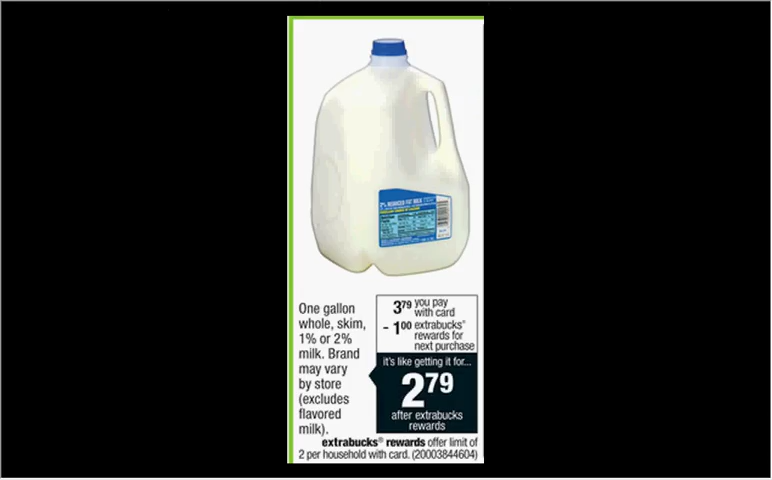 2% REDUCED FAT MILK
One gallon
whole, skim,
1% or 2%
milk. Brand
may vary
by store
(excludes
flavored
milk).
3⁷⁹ you pay
with card
- 1⁰⁰ extrabucks®
rewards for
next purchase
it's like getting it for...
2⁷⁹
after extrabucks
rewards
extrabucks® rewards offer limit of
2 per household with card. (20003844604)